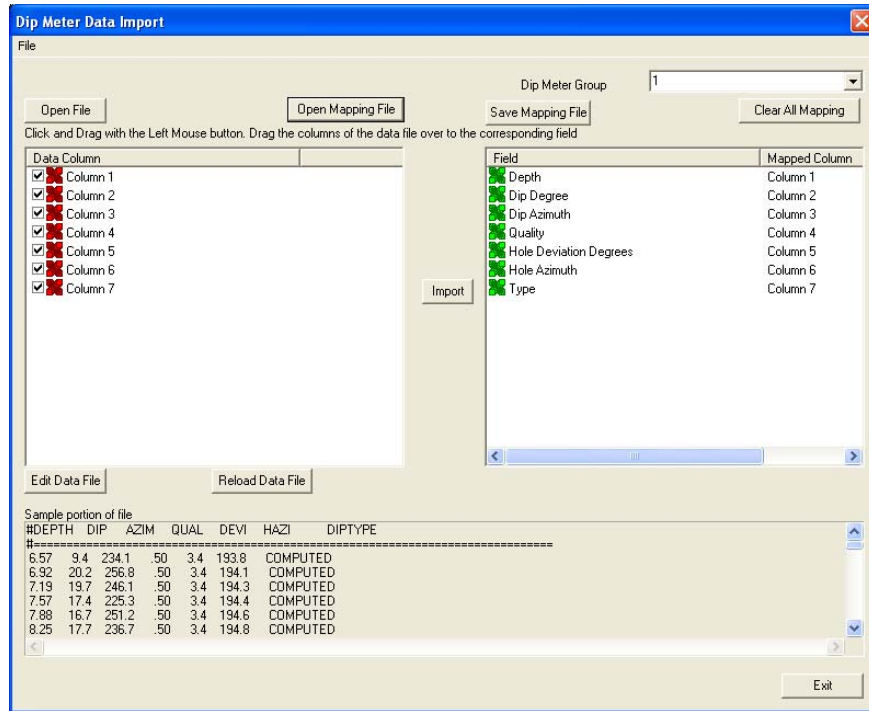 Dip Meter Data Import
File
Dip Meter Group 1
Open File Open Mapping File Save Mapping File Clear All Mapping
Click and Drag with the Left Mouse button. Drag the columns of the data file over to the corresponding field
Data Column Field Mapped Column
Column 1 Depth Column 1
Column 2 Dip Degree Column 2
Column 3 Dip Azimuth Column 3
Column 4 Quality Column 4
Column 5 Hole Deviation Degrees Column 5
Column 6 Hole Azimuth Column 6
Column 7 Type Column 7
Import
Edit Data File Reload Data File
Sample portion of file
#DEPTH DIP AZIM QUAL DEVI HAZI DIPTYPE
#==============================================================================
6.57 9.4 234.1 .50 3.4 193.8 COMPUTED
6.92 20.2 256.8 .50 3.4 194.1 COMPUTED
7.19 19.7 246.1 .50 3.4 194.3 COMPUTED
7.57 17.4 225.3 .50 3.4 194.4 COMPUTED
7.88 16.7 251.2 .50 3.4 194.6 COMPUTED
8.25 17.7 236.7 .50 3.4 194.8 COMPUTED
Exit